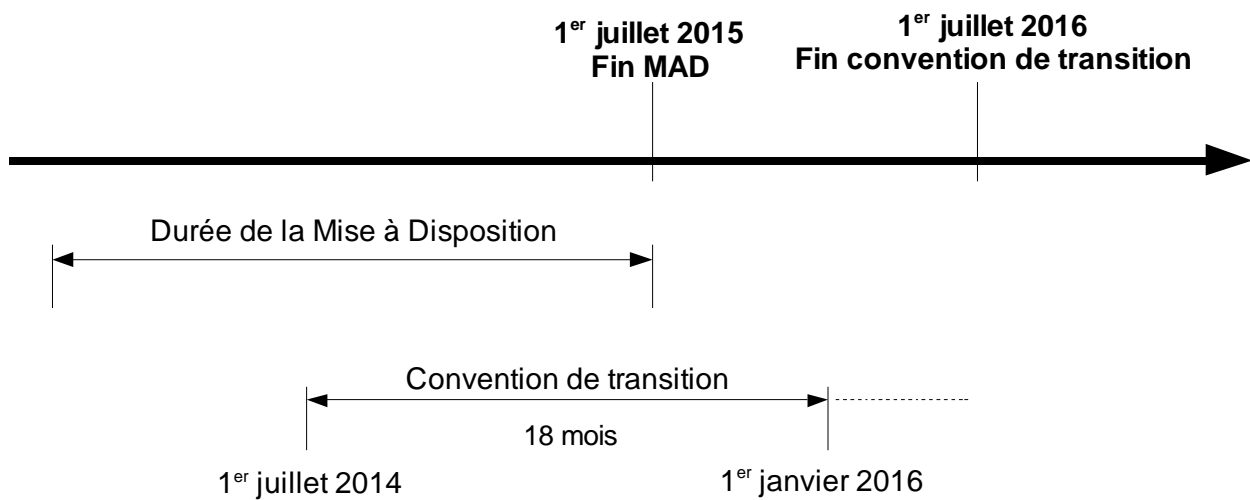 1er juillet 2015
Fin MAD
1er juillet 2016
Fin convention de transition
Durée de la Mise à Disposition
Convention de transition
18 mois
1er juillet 2014
1er janvier 2016